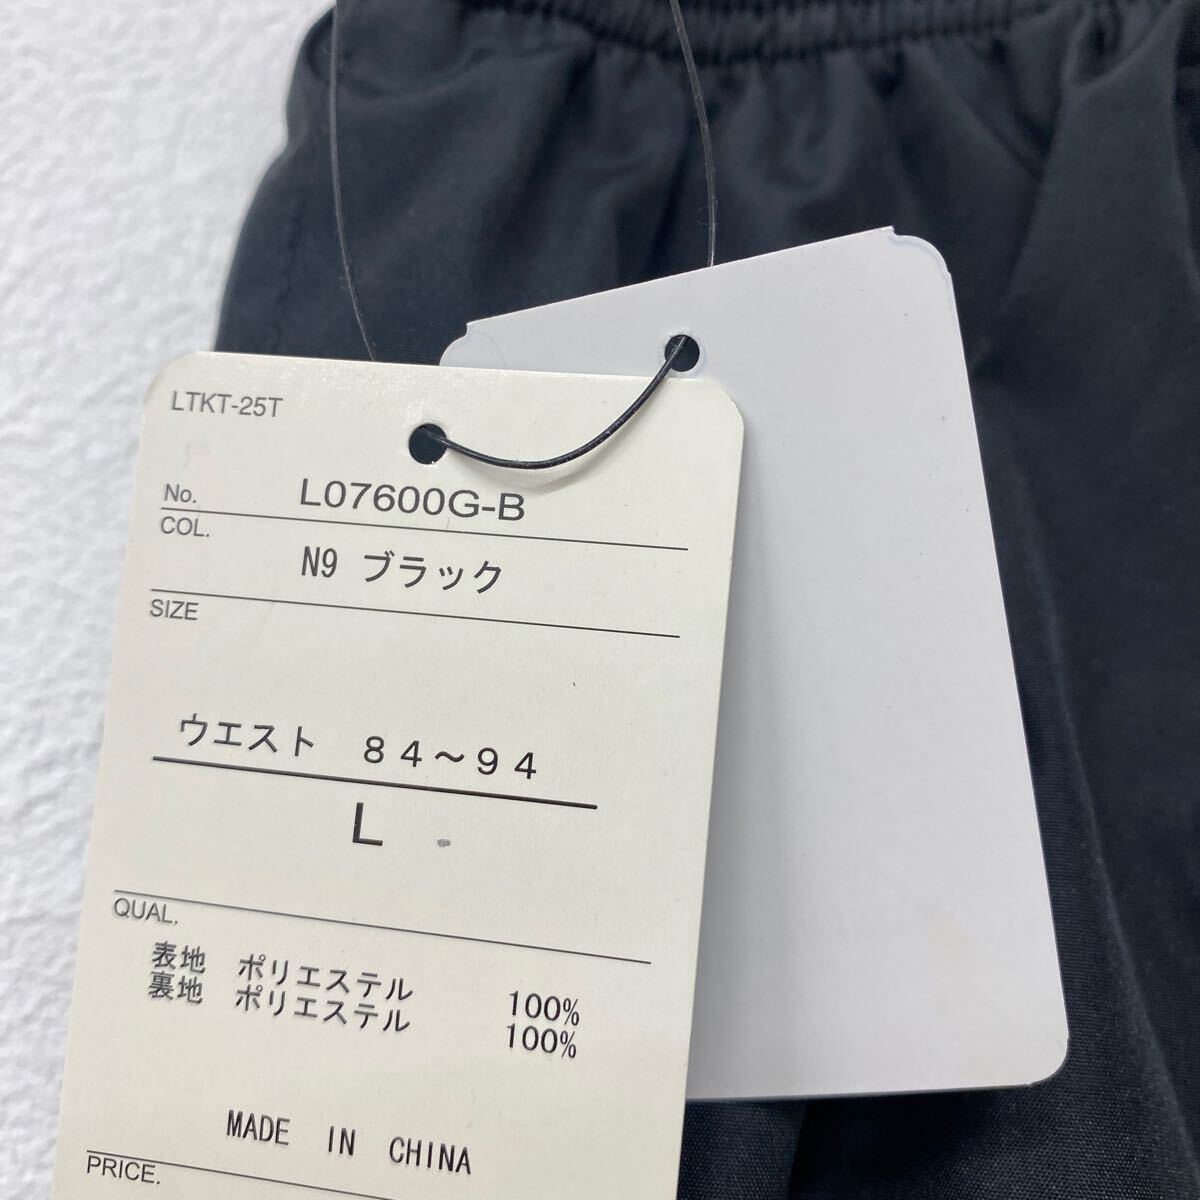 LTKT-25T
No. L07600G-B
COL.
N9 ブラック
SIZE
ウエスト 84〜94
L
QUAL.
表地 ポリエステル 100%
裏地 ポリエステル 100%
MADE IN CHINA
PRICE.